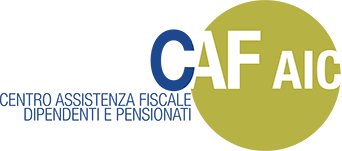 CAF AIC
CENTRO ASSISTENZA FISCALE
DIPENDENTI E PENSIONATI